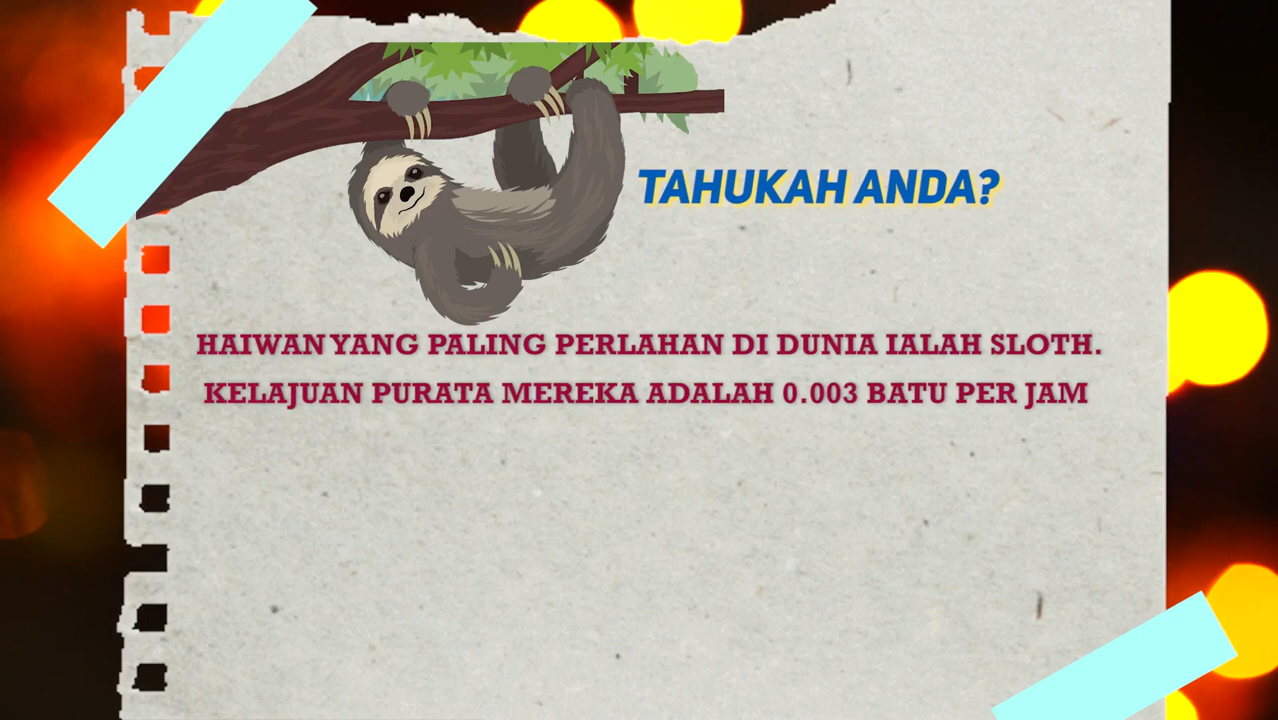 TAHUKAH ANDA?
HAIWAN YANG PALING PERLAHAN DI DUNIA IALAH SLOTH.
KELAJUAN PURATA MEREKA ADALAH 0.003 BATU PER JAM